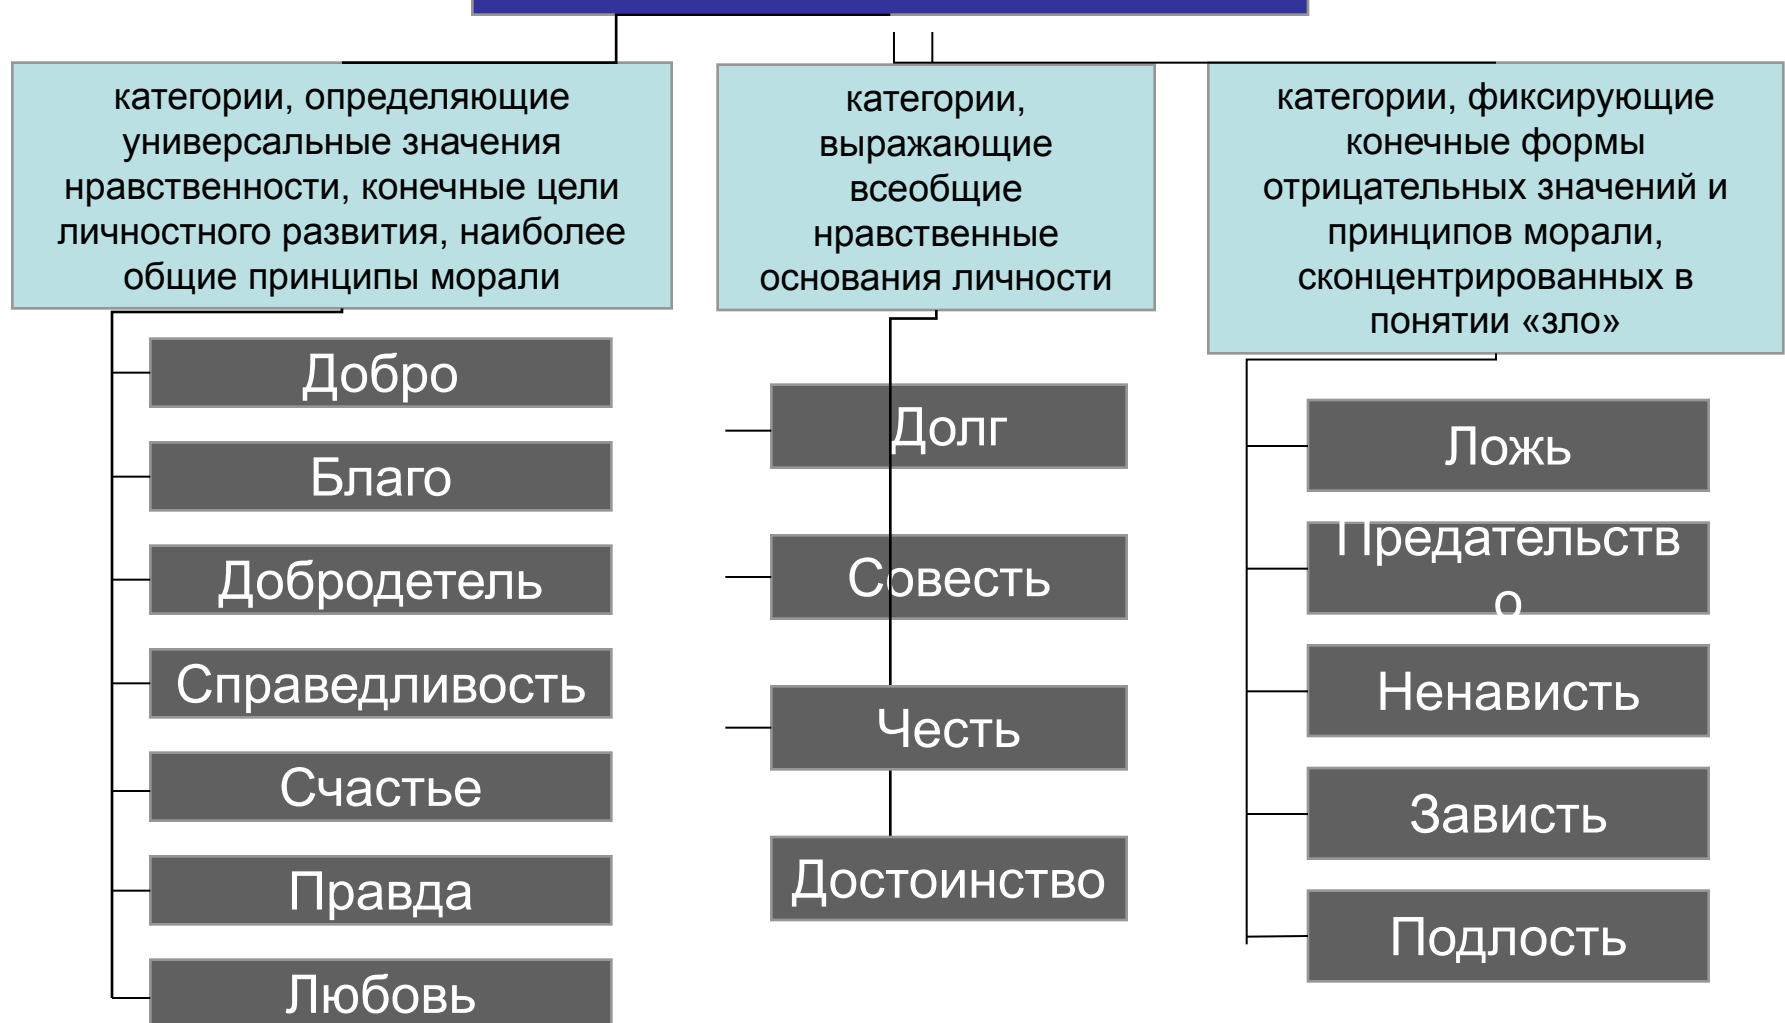 категории, определяющие
универсальные значения
нравственности, конечные цели
личностного развития, наиболее
общие принципы морали
Добро
Благо
Добродетель
Справедливость
Счастье
Правда
Любовь
категории,
выражающие
всеобщие
нравственные
основания личности
Долг
Совесть
Честь
Достоинство
категории, фиксирующие
конечные формы
отрицательных значений и
принципов морали,
сконцентрированных в
понятии «зло»
Ложь
Предательств
о
Ненависть
Зависть
Подлость